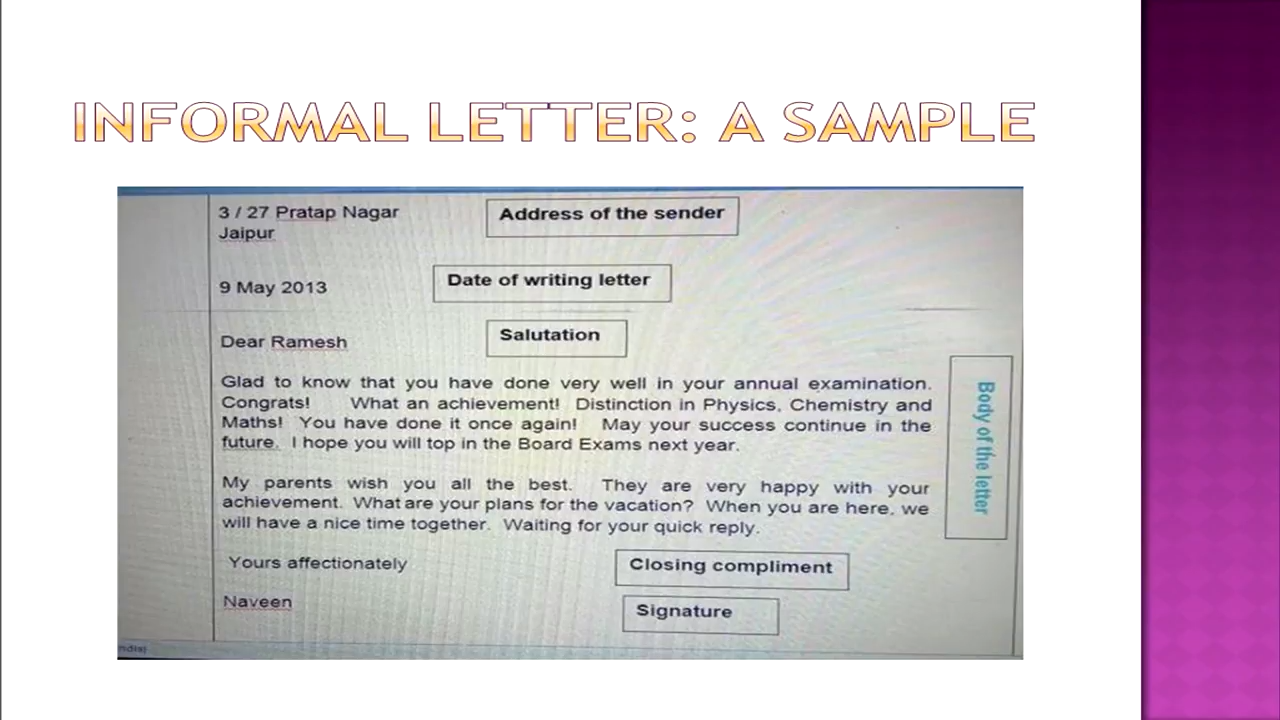 INFORMAL LETTER: A SAMPLE
3 / 27 Pratap Nagar
Address of the sender
Jaipur
9 May 2013
Date of writing letter
Dear Ramesh
Salutation
Glad to know that you have done very well in your annual examination.
Congrats! What an achievement! Distinction in Physics, Chemistry and
Maths! You have done it once again! May your success continue in the
future. I hope you will top in the Board Exams next year.
Body of the letter
My parents wish you all the best. They are very happy with your
achievement. What are your plans for the vacation? When you are here, we
will have a nice time together. Waiting for your quick reply.
Yours affectionately
Closing compliment
Naveen
Signature